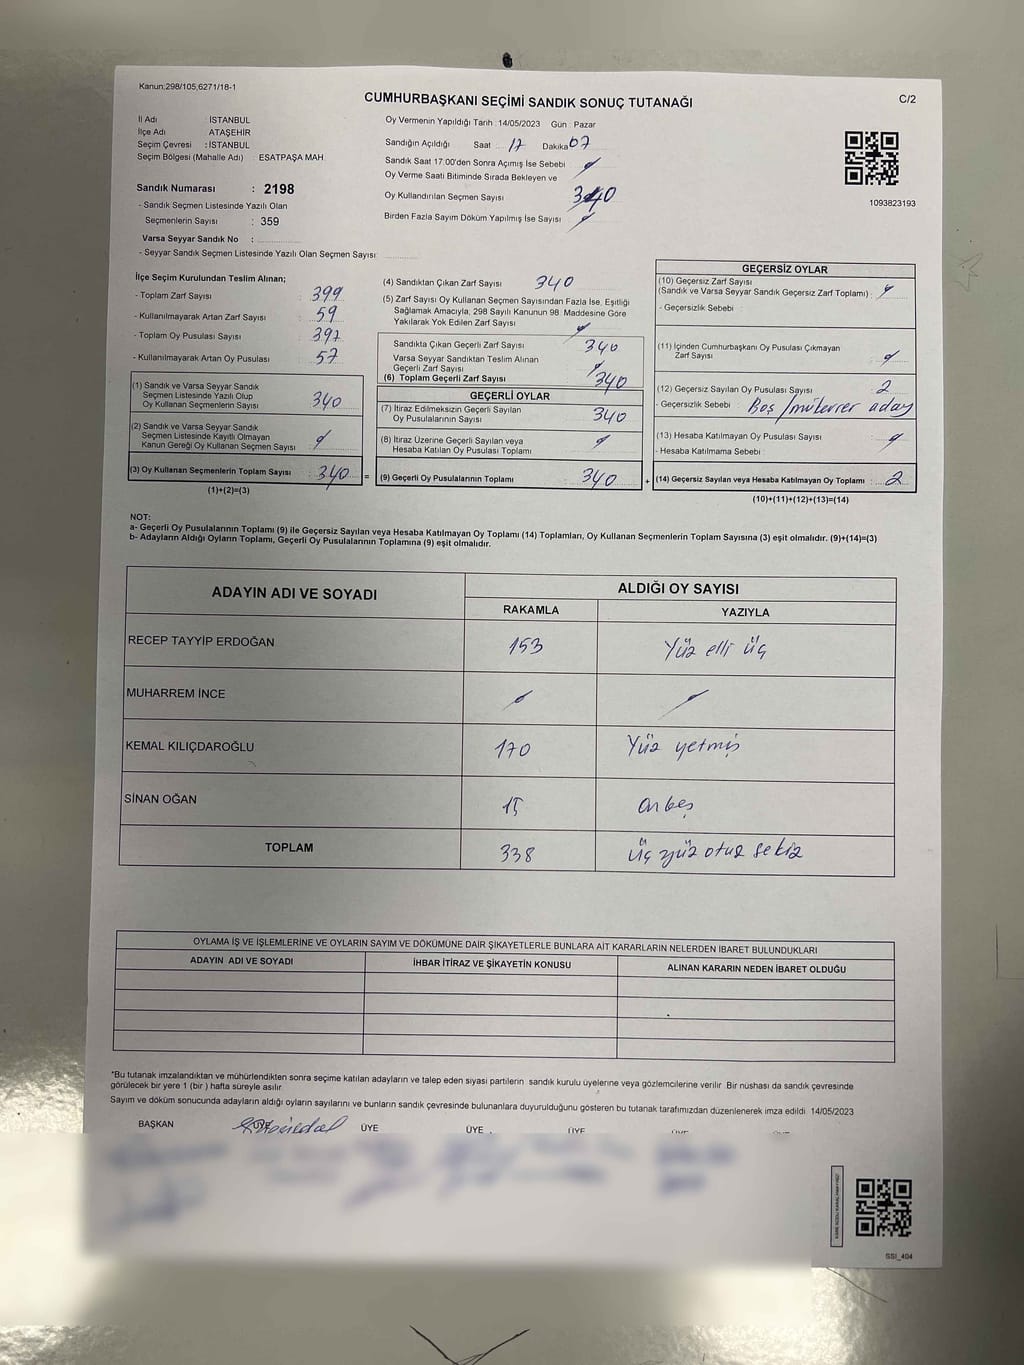 Kanun:298/105,6271/18-1
CUMHURBAŞKANI SEÇİMİ SANDIK SONUÇ TUTANAĞI
C/2
İl Adı : İSTANBUL
İlçe Adı : ATAŞEHİR
Seçim Çevresi : İSTANBUL
Seçim Bölgesi (Mahalle Adı) : ESATPAŞA MAH.
Sandık Numarası : 2198
- Sandık Seçmen Listesinde Yazılı Olan
Seçmenlerin Sayısı : 359
Varsa Seyyar Sandık No :
- Seyyar Sandık Seçmen Listesinde Yazılı Olan Seçmen Sayısı
Oy Vermenin Yapıldığı Tarih : 14/05/2023 Gün : Pazar
Sandığın Açıldığı Saat 17 Dakika 07
Sandık Saat 17:00'den Sonra Açımış İse Sebebi
Oy Verme Saati Bitiminde Sırada Bekleyen ve
Oy Kullandırılan Seçmen Sayısı 340
Birden Fazla Sayım Döküm Yapılmış İse Sayısı
1093823193
İlçe Seçim Kurulundan Teslim Alınan;
- Toplam Zarf Sayısı : 399
- Kullanılmayarak Artan Zarf Sayısı : 59
- Toplam Oy Pusulası Sayısı : 397
- Kullanılmayarak Artan Oy Pusulası : 57
(1) Sandık ve Varsa Seyyar Sandık
Seçmen Listesinde Yazılı Olup
Oy Kullanan Seçmenlerin Sayısı : 340
(2) Sandık ve Varsa Seyyar Sandık
Seçmen Listesinde Kayıtlı Olmayan
Kanun Gereği Oy Kullanan Seçmen Sayısı :
(3) Oy Kullanan Seçmenlerin Toplam Sayısı : 340 =
(1)+(2)=(3)
(4) Sandıktan Çıkan Zarf Sayısı : 340
(5) Zarf Sayısı Oy Kullanan Seçmen Sayısından Fazla İse, Eşitliği
Sağlamak Amacıyla, 298 Sayılı Kanunun 98. Maddesine Göre
Yakılarak Yok Edilen Zarf Sayısı :
Sandıkta Çıkan Geçerli Zarf Sayısı : 340
Varsa Seyyar Sandıktan Teslim Alınan
Geçerli Zarf Sayısı :
(6) Toplam Geçerli Zarf Sayısı : 340
GEÇERLİ OYLAR
(7) İtiraz Edilmeksizin Geçerli Sayılan
Oy Pusulalarının Sayısı : 340
(8) İtiraz Üzerine Geçerli Sayılan veya
Hesaba Katılan Oy Pusulası Toplamı :
(9) Geçerli Oy Pusulalarının Toplamı : 340 +
GEÇERSİZ OYLAR
(10) Geçersiz Zarf Sayısı
(Sandık ve Varsa Seyyar Sandık Geçersiz Zarf Toplamı) :
- Geçersizlik Sebebi :
(11) İçinden Cumhurbaşkanı Oy Pusulası Çıkmayan
Zarf Sayısı :
(12) Geçersiz Sayılan Oy Pusulası Sayısı : 2
- Geçersizlik Sebebi : Boş / aday
(13) Hesaba Katılmayan Oy Pusulası Sayısı :
- Hesaba Katılmama Sebebi :
(14) Geçersiz Sayılan veya Hesaba Katılmayan Oy Toplamı : 2
(10)+(11)+(12)+(13)=(14)
NOT:
a- Geçerli Oy Pusulalarının Toplamı (9) ile Geçersiz Sayılan veya Hesaba Katılmayan Oy Toplamı (14) Toplamları, Oy Kullanan Seçmenlerin Toplam Sayısına (3) eşit olmalıdır. (9)+(14)=(3)
b- Adayların Aldığı Oyların Toplamı, Geçerli Oy Pusulalarının Toplamına (9) eşit olmalıdır.
ADAYIN ADI VE SOYADI ALDIĞI OY SAYISI
RAKAMLA YAZIYLA
RECEP TAYYİP ERDOĞAN 153 Yüz elli üç
MUHARREM İNCE
KEMAL KILIÇDAROĞLU 170 Yüz yetmiş
SİNAN OĞAN 15 onbeş
TOPLAM 338 üç yüz otuz sekiz
OYLAMA İŞ VE İŞLEMLERİNE VE OYLARIN SAYIM VE DÖKÜMÜNE DAİR ŞİKAYETLERLE BUNLARA AİT KARARLARIN NELERDEN İBARET BULUNDUKLARI
ADAYIN ADI VE SOYADI İHBAR İTİRAZ VE ŞİKAYETİN KONUSU ALINAN KARARIN NEDEN İBARET OLDUĞU
*Bu tutanak imzalandıktan ve mühürlendikten sonra seçime katılan adayların ve talep eden siyasi partilerin sandık kurulu üyelerine veya gözlemcilerine verilir. Bir nüshası da sandık çevresinde
görülecek bir yere 1 (bir ) hafta süreyle asılır.
Sayım ve döküm sonucunda adayların aldığı oyların sayılarını ve bunların sandık çevresinde bulunanlara duyurulduğunu gösteren bu tutanak tarafımızdan düzenlenerek imza edildi 14/05/2023
BAŞKAN ÜYE ÜYE ÜYE ÜYE
SSI_404